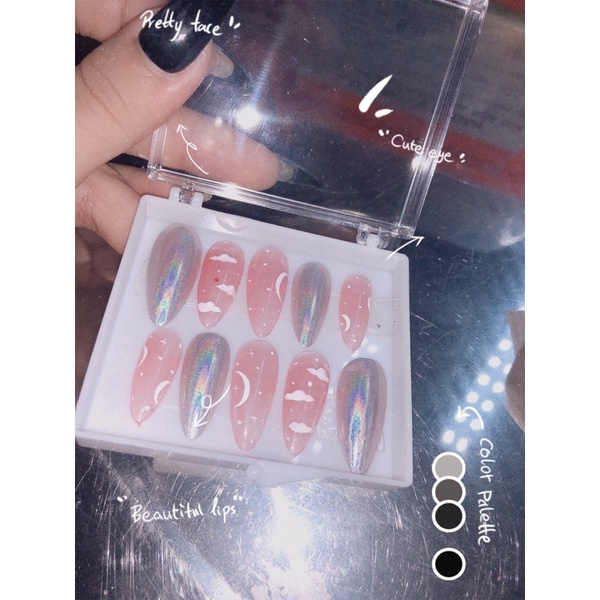 Pretty face
Cute eye
Color Palette
"Beautiful lips"